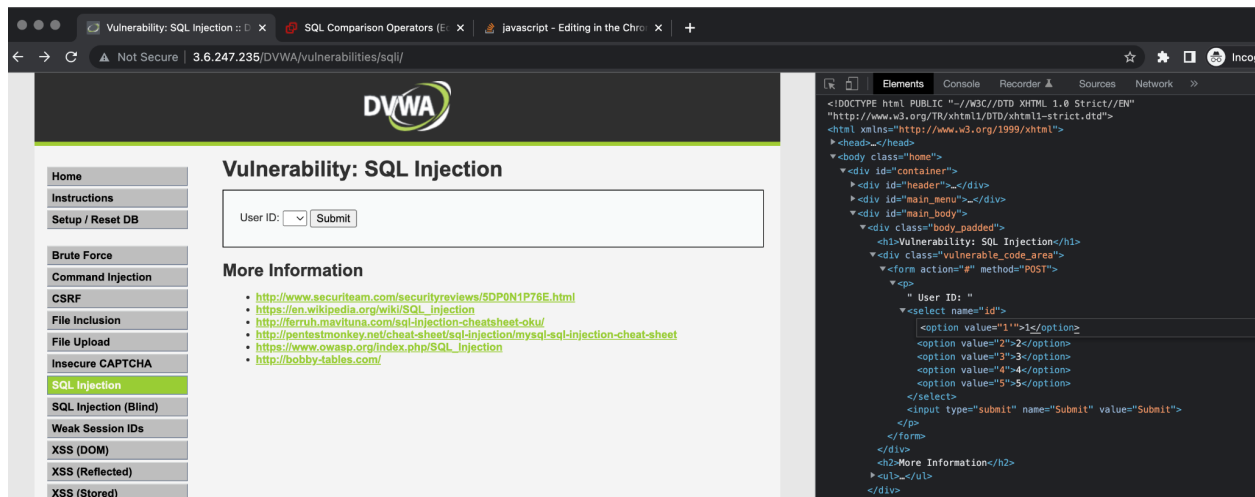 Vulnerability: SQL Injection :: D
SQL Comparison Operators (Ec
javascript - Editing in the Chro
Not Secure | 3.6.247.235/DVWA/vulnerabilities/sqli/
Inco
DVWA
Home
Instructions
Setup / Reset DB
Brute Force
Command Injection
CSRF
File Inclusion
File Upload
Insecure CAPTCHA
SQL Injection
SQL Injection (Blind)
Weak Session IDs
XSS (DOM)
XSS (Reflected)
XSS (Stored)
Vulnerability: SQL Injection
User ID: Submit
More Information
http://www.securiteam.com/securityreviews/5DP0N1P76E.html
https://en.wikipedia.org/wiki/SQL_injection
http://ferruh.mavituna.com/sql-injection-cheatsheet-oku/
http://pentestmonkey.net/cheat-sheet/sql-injection/mysql-sql-injection-cheat-sheet
https://www.owasp.org/index.php/SQL_Injection
http://bobby-tables.com/
Elements Console Recorder Sources Network »
<!DOCTYPE html PUBLIC "-//W3C//DTD XHTML 1.0 Strict//EN"
"http://www.w3.org/TR/xhtml1/DTD/xhtml1-strict.dtd">
<html xmlns="http://www.w3.org/1999/xhtml">
<head>…</head>
<body class="home">
<div id="container">
<div id="header">…</div>
<div id="main_menu">…</div>
<div id="main_body">
<div class="body_padded">
<h1>Vulnerability: SQL Injection</h1>
<div class="vulnerable_code_area">
<form action="#" method="POST">
<p>
" User ID: "
<select name="id">
<option value="1'">1</option>
<option value="2">2</option>
<option value="3">3</option>
<option value="4">4</option>
<option value="5">5</option>
</select>
<input type="submit" name="Submit" value="Submit">
</p>
</form>
</div>
<h2>More Information</h2>
<ul>…</ul>
</div>